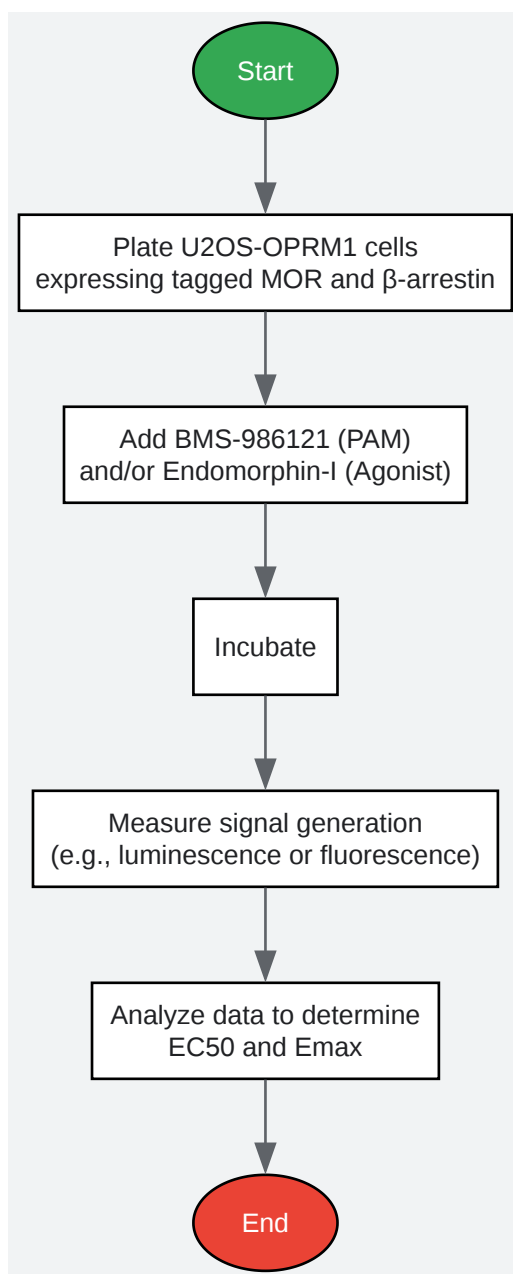 Start
Plate U2OS-OPRM1 cells
expressing tagged MOR and β-arrestin
Add BMS-986121 (PAM)
and/or Endomorphin-I (Agonist)
Incubate
Measure signal generation
(e.g., luminescence or fluorescence)
Analyze data to determine
EC50 and Emax
End